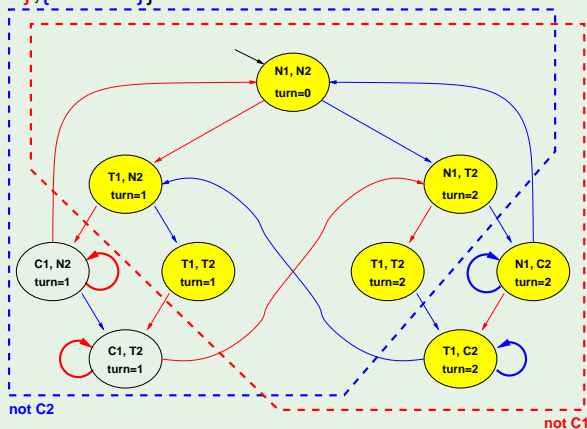 N1, N2
turn=0
T1, N2
turn=1
N1, T2
turn=2
C1, N2
turn=1
T1, T2
turn=1
T1, T2
turn=2
N1, C2
turn=2
C1, T2
turn=1
T1, C2
turn=2
not C2
not C1